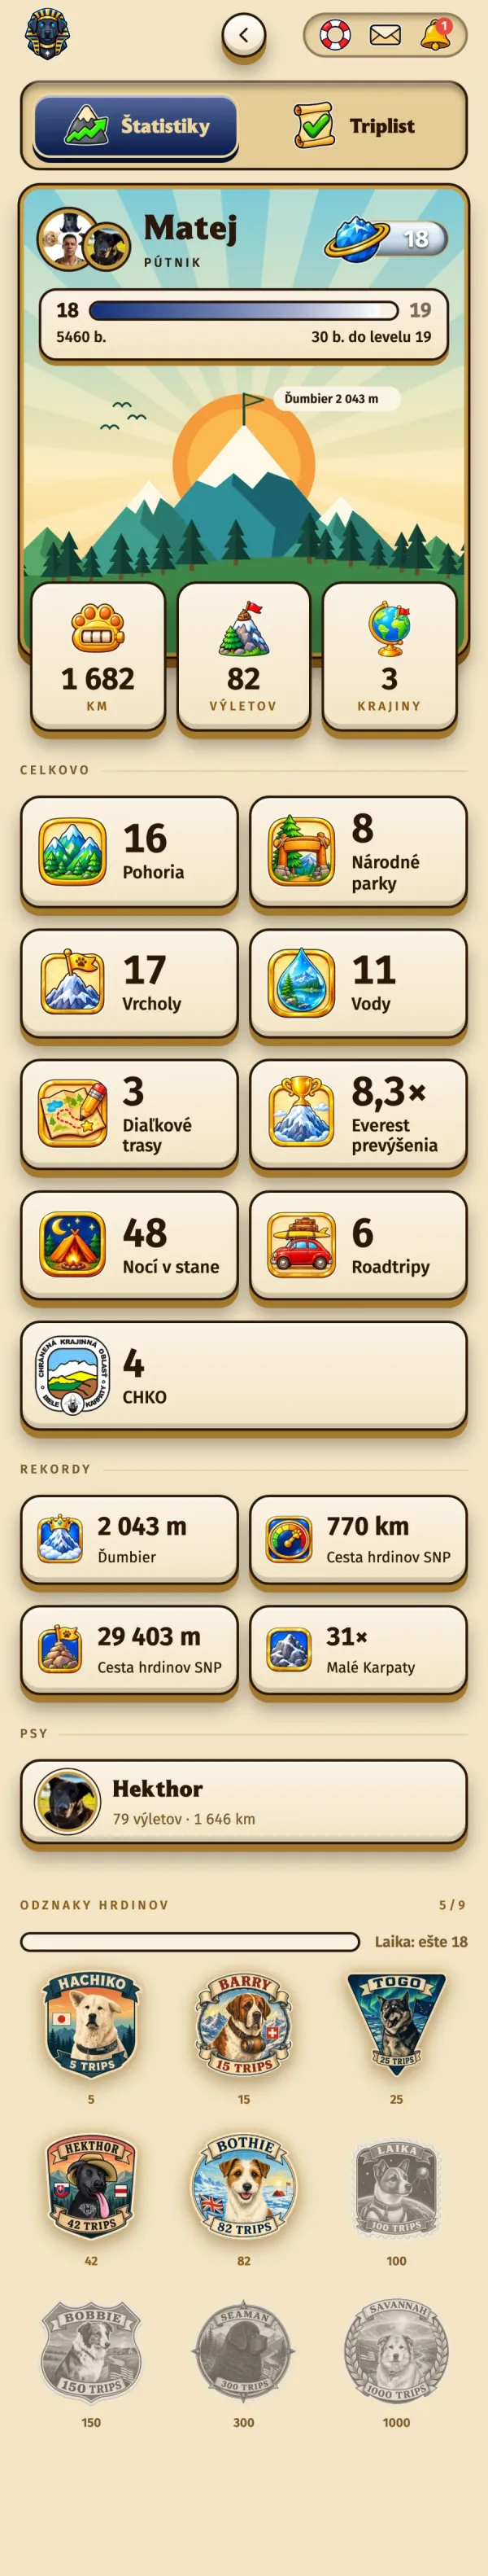 1
Štatistiky
Triplist
Matej
PÚTNIK
18
18
19
5460 b.
30 b. do levelu 19
Ďumbier 2 043 m
1 682
KM
82
VÝLETOV
3
KRAJINY
CELKOVO
16
Pohoria
8
Národné
parky
17
Vrcholy
11
Vody
3
Diaľkové
trasy
8,3×
Everest
prevýšenia
48
Nocí v stane
6
Roadtripy
CHRÁNENÁ KRAJINNÁ OBLASŤ
BIELE KARPATY
4
CHKO
REKORDY
2 043 m
Ďumbier
770 km
Cesta hrdinov SNP
29 403 m
Cesta hrdinov SNP
31×
Malé Karpaty
PSY
Hekthor
79 výletov · 1 646 km
ODZNAKY HRDINOV
5/9
Laika: ešte 18
HACHIKO
5 TRIPS
5
BARRY
15 TRIPS
15
TOGO
25 TRIPS
25
HEKTHOR
42 TRIPS
42
BOTHIE
82 TRIPS
82
LAIKA
100 TRIPS
100
BOBBIE
150 TRIPS
150
SEAMAN
300 TRIPS
300
SAVANNAH
1000 TRIPS
1000